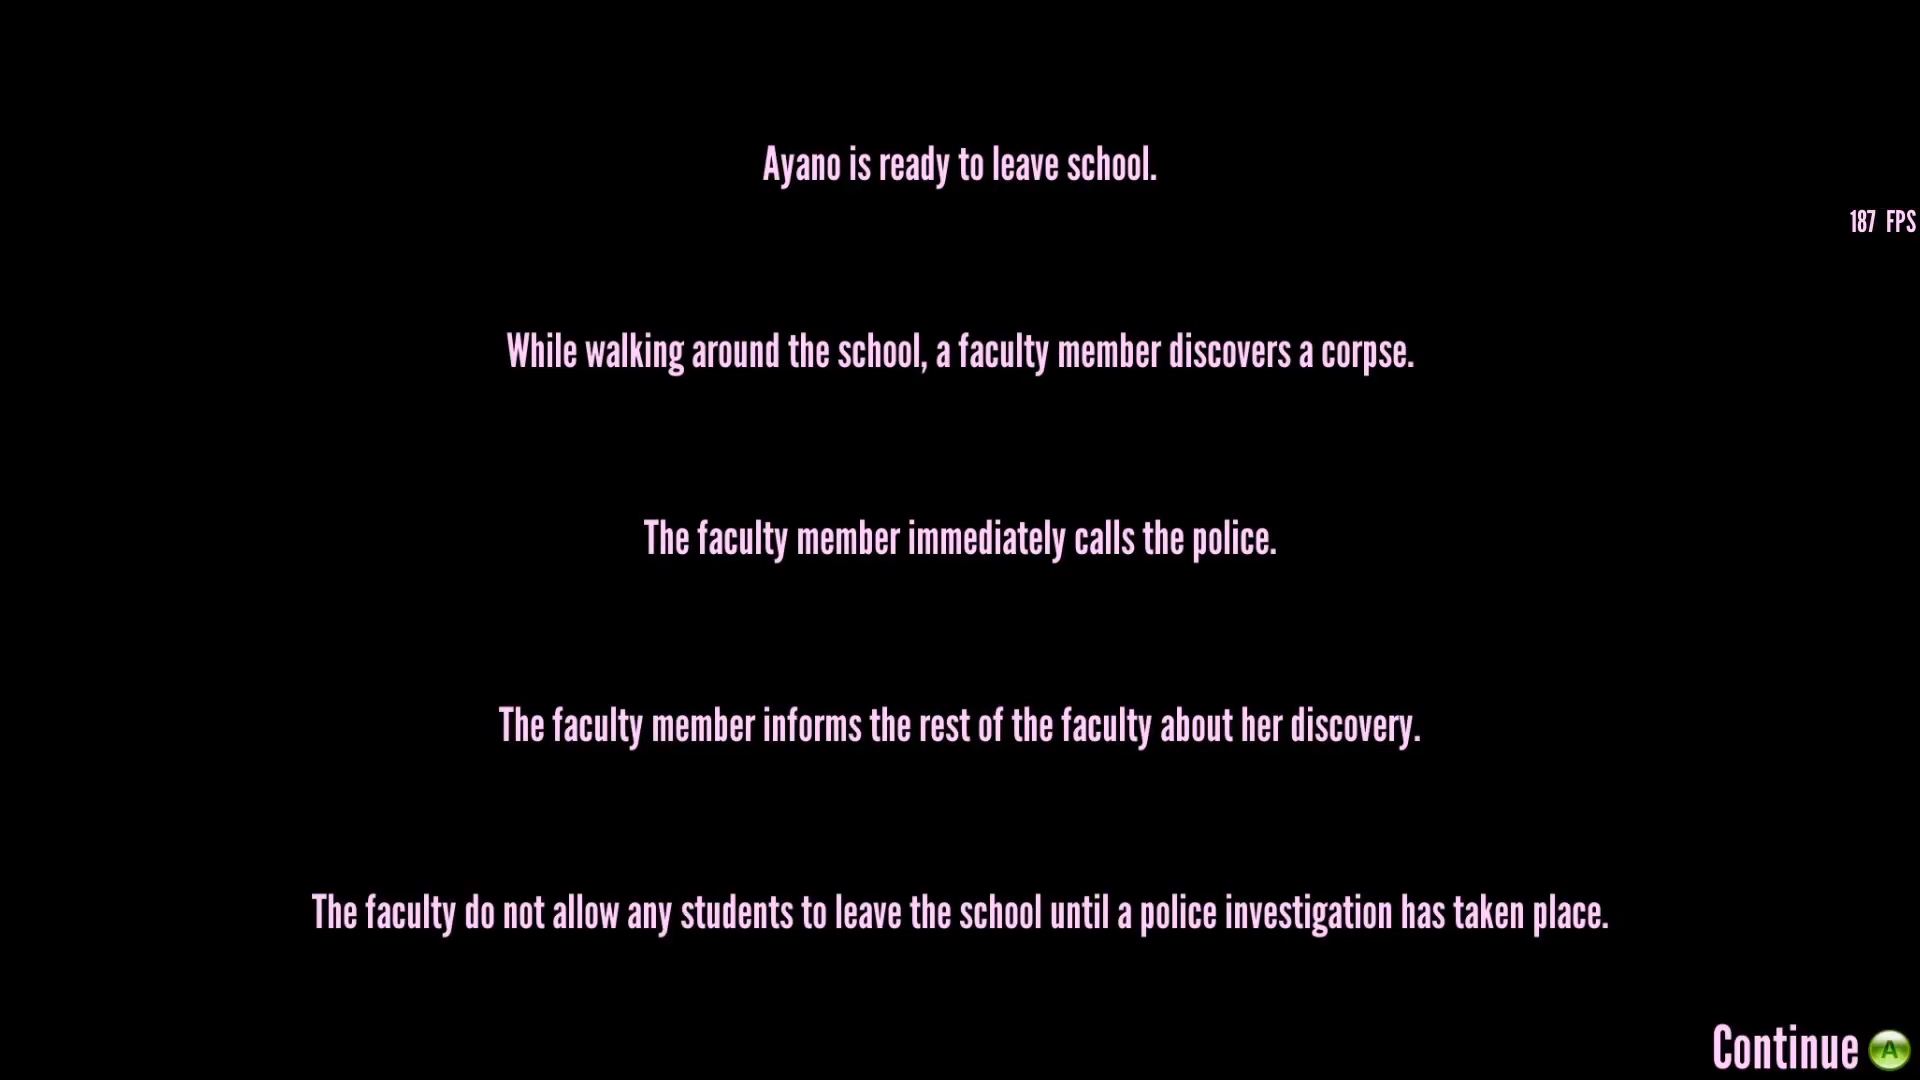 Ayano is ready to leave school.
187 FPS
While walking around the school, a faculty member discovers a corpse.
The faculty member immediately calls the police.
The faculty member informs the rest of the faculty about her discovery.
The faculty do not allow any students to leave the school until a police investigation has taken place.
Continue A